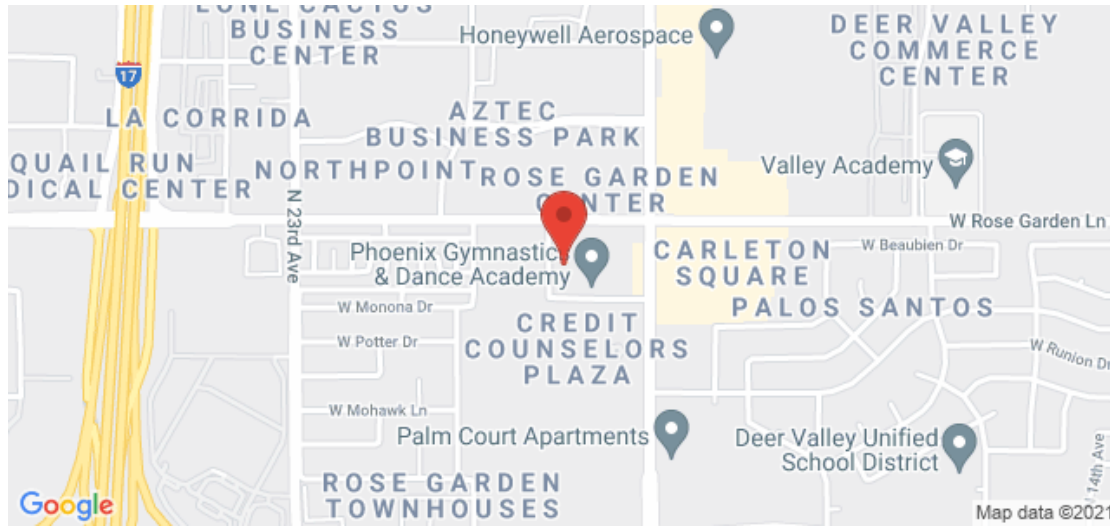 LONE CACTUS
BUSINESS
CENTER
Honeywell Aerospace
DEER VALLEY
COMMERCE
CENTER
17
LA CORRIDA
AZTEC
BUSINESS PARK
QUAIL RUN
DICAL CENTER
NORTHPOINT
ROSE GARDEN
CENTER
Valley Academy
N 23rd Ave
W Rose Garden Ln
Phoenix Gymnastics
& Dance Academy
CARLETON
SQUARE
W Beaubien Dr
W Monona Dr
PALOS SANTOS
CREDIT
COUNSELORS
PLAZA
W Potter Dr
W Runion Dr
W Mohawk Ln
Palm Court Apartments
Deer Valley Unified
School District
ROSE GARDEN
TOWNHOUSES
14th Ave
Google
Map data ©2021